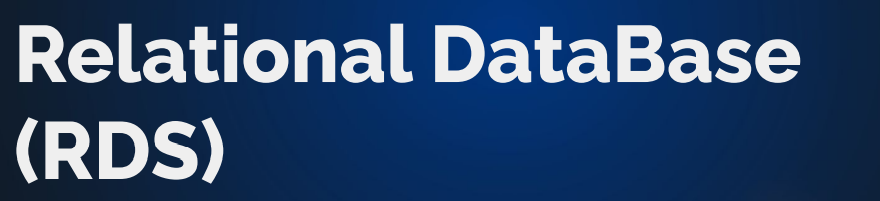 Relational DataBase
(RDS)